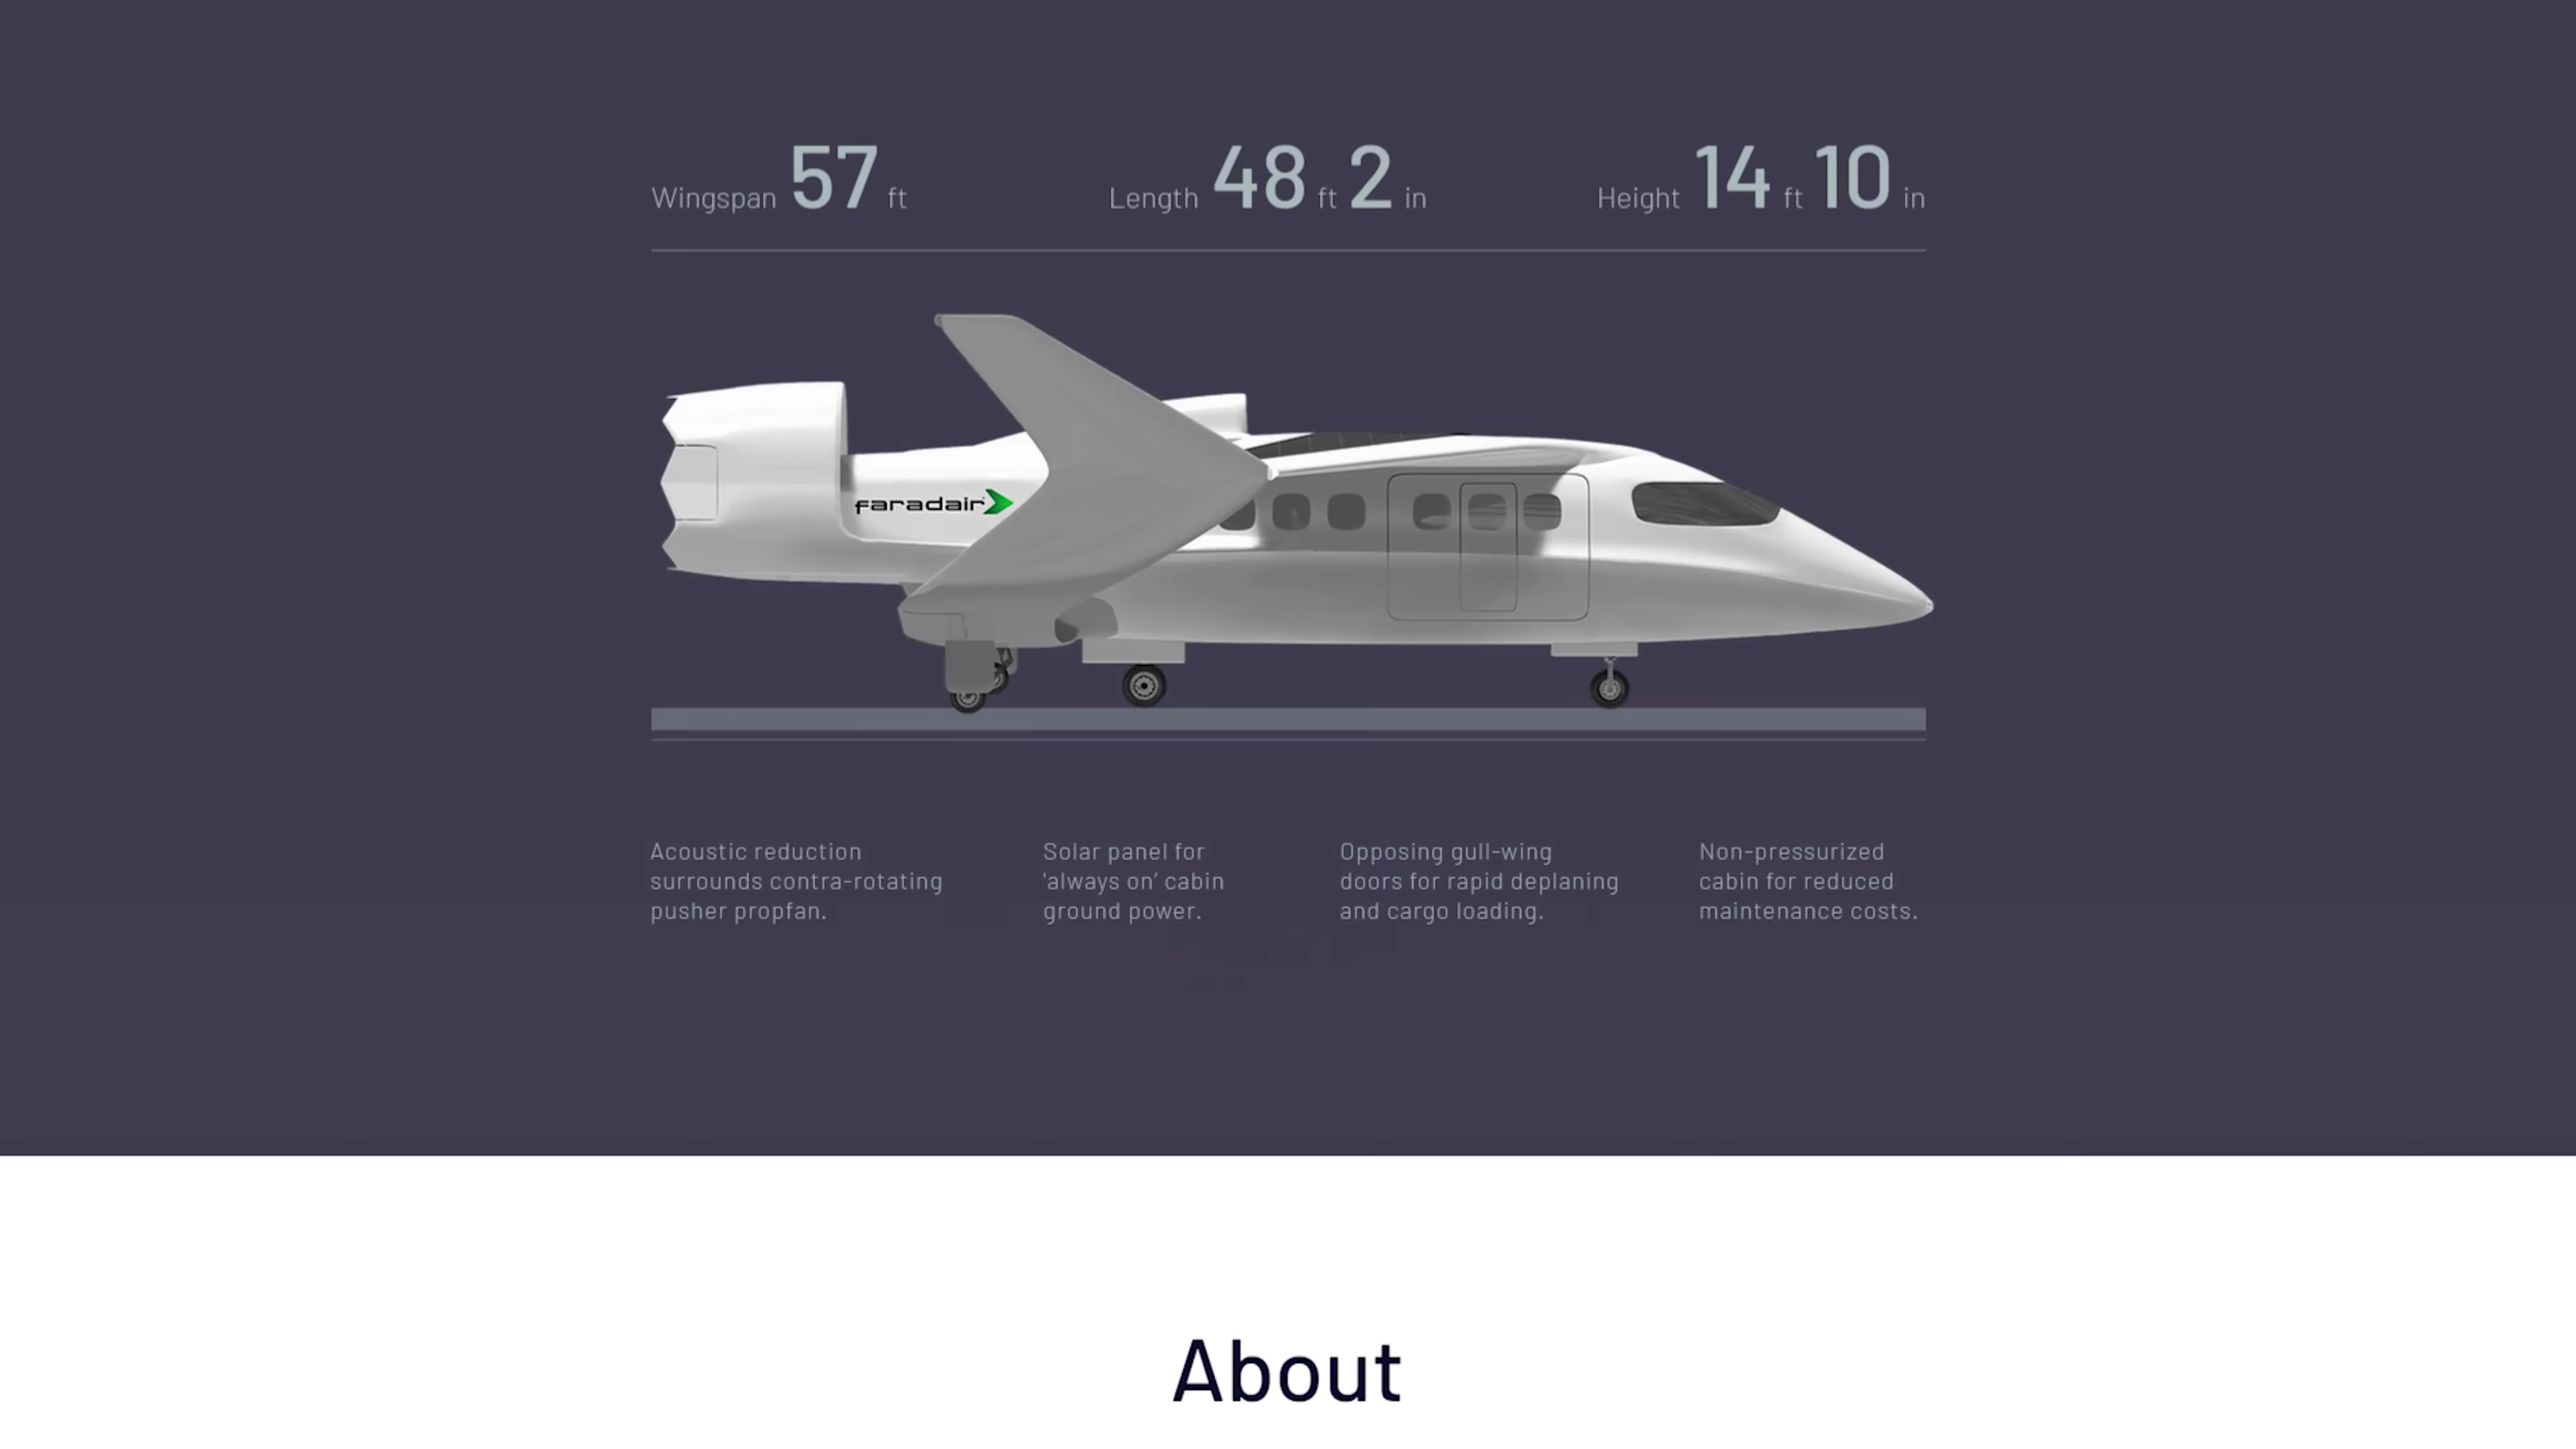 Wingspan 57 ft
Length 48 ft 2 in
Height 14 ft 10 in
faradair
Acoustic reduction
surrounds contra-rotating
pusher propfan.
Solar panel for
'always on’ cabin
ground power.
Opposing gull-wing
doors for rapid deplaning
and cargo loading.
Non-pressurized
cabin for reduced
maintenance costs.
About